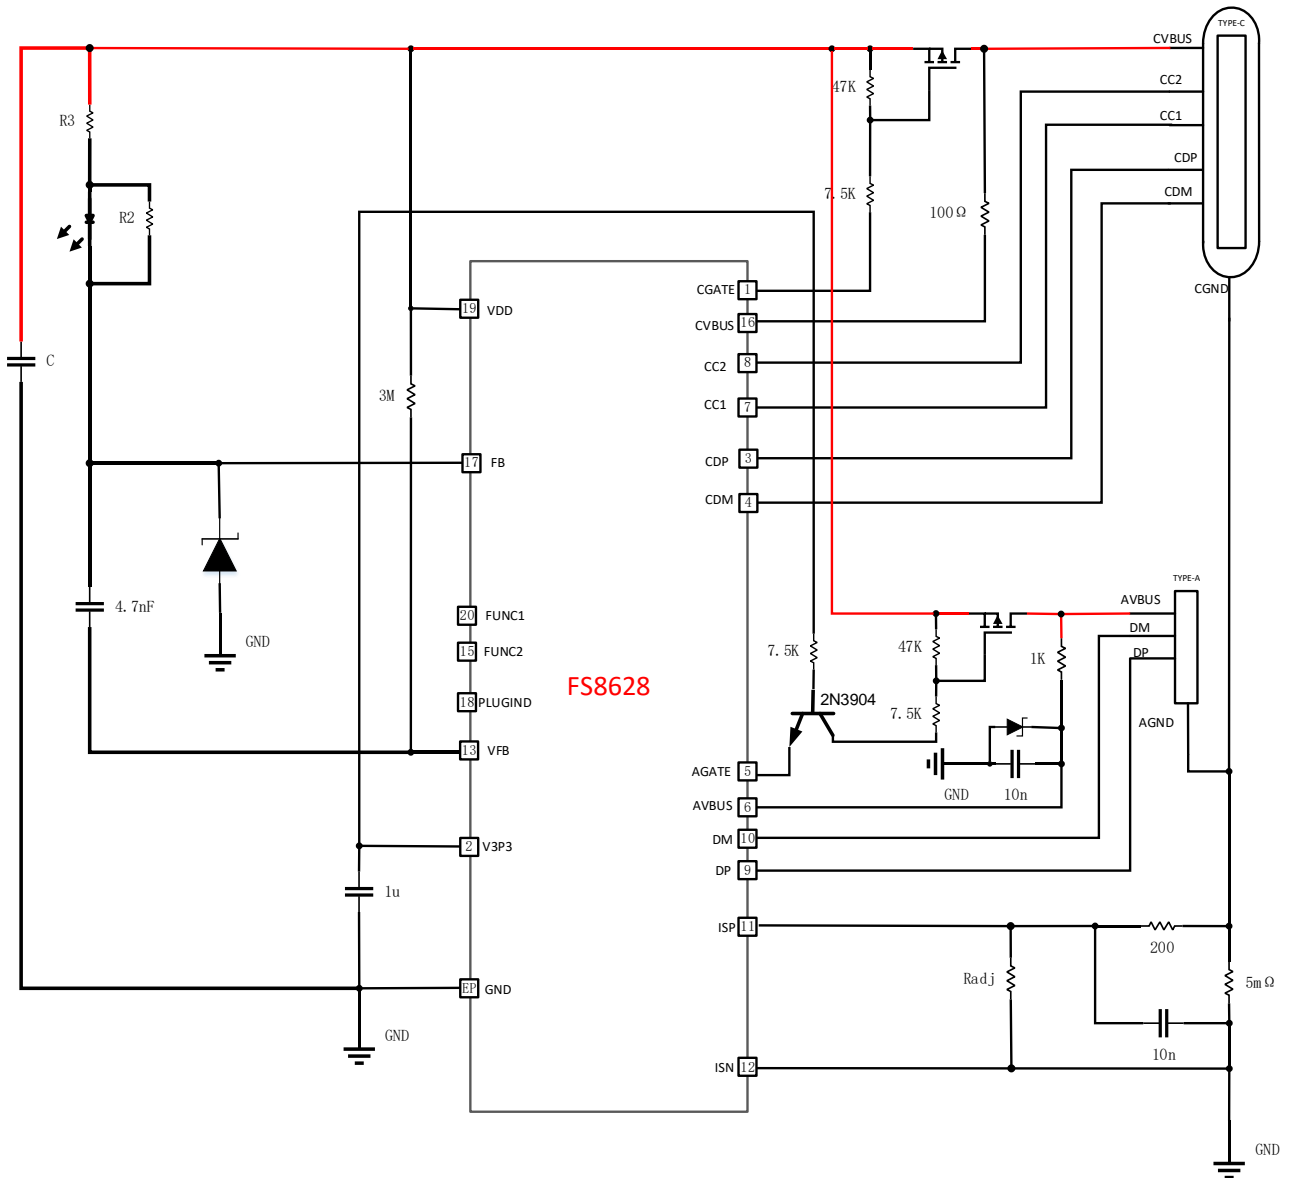 TYPE-C
CVBUS
CC2
CC1
CDP
CDM
CGND
47K
7.5K
100Ω
R3
R2
C
3M
19 VDD
17 FB
20 FUNC1
15 FUNC2
18 PLUGIND
13 VFB
2 V3P3
EP GND
CGATE 1
CVBUS 16
CC2 8
CC1 7
CDP 3
CDM 4
AGATE 5
AVBUS 6
DM 10
DP 9
ISP 11
ISN 12
FS8628
4.7nF
GND
1u
GND
7.5K
2N3904
47K
7.5K
1K
GND
10n
TYPE-A
AVBUS
DM
DP
AGND
200
Radj
5mΩ
10n
GND